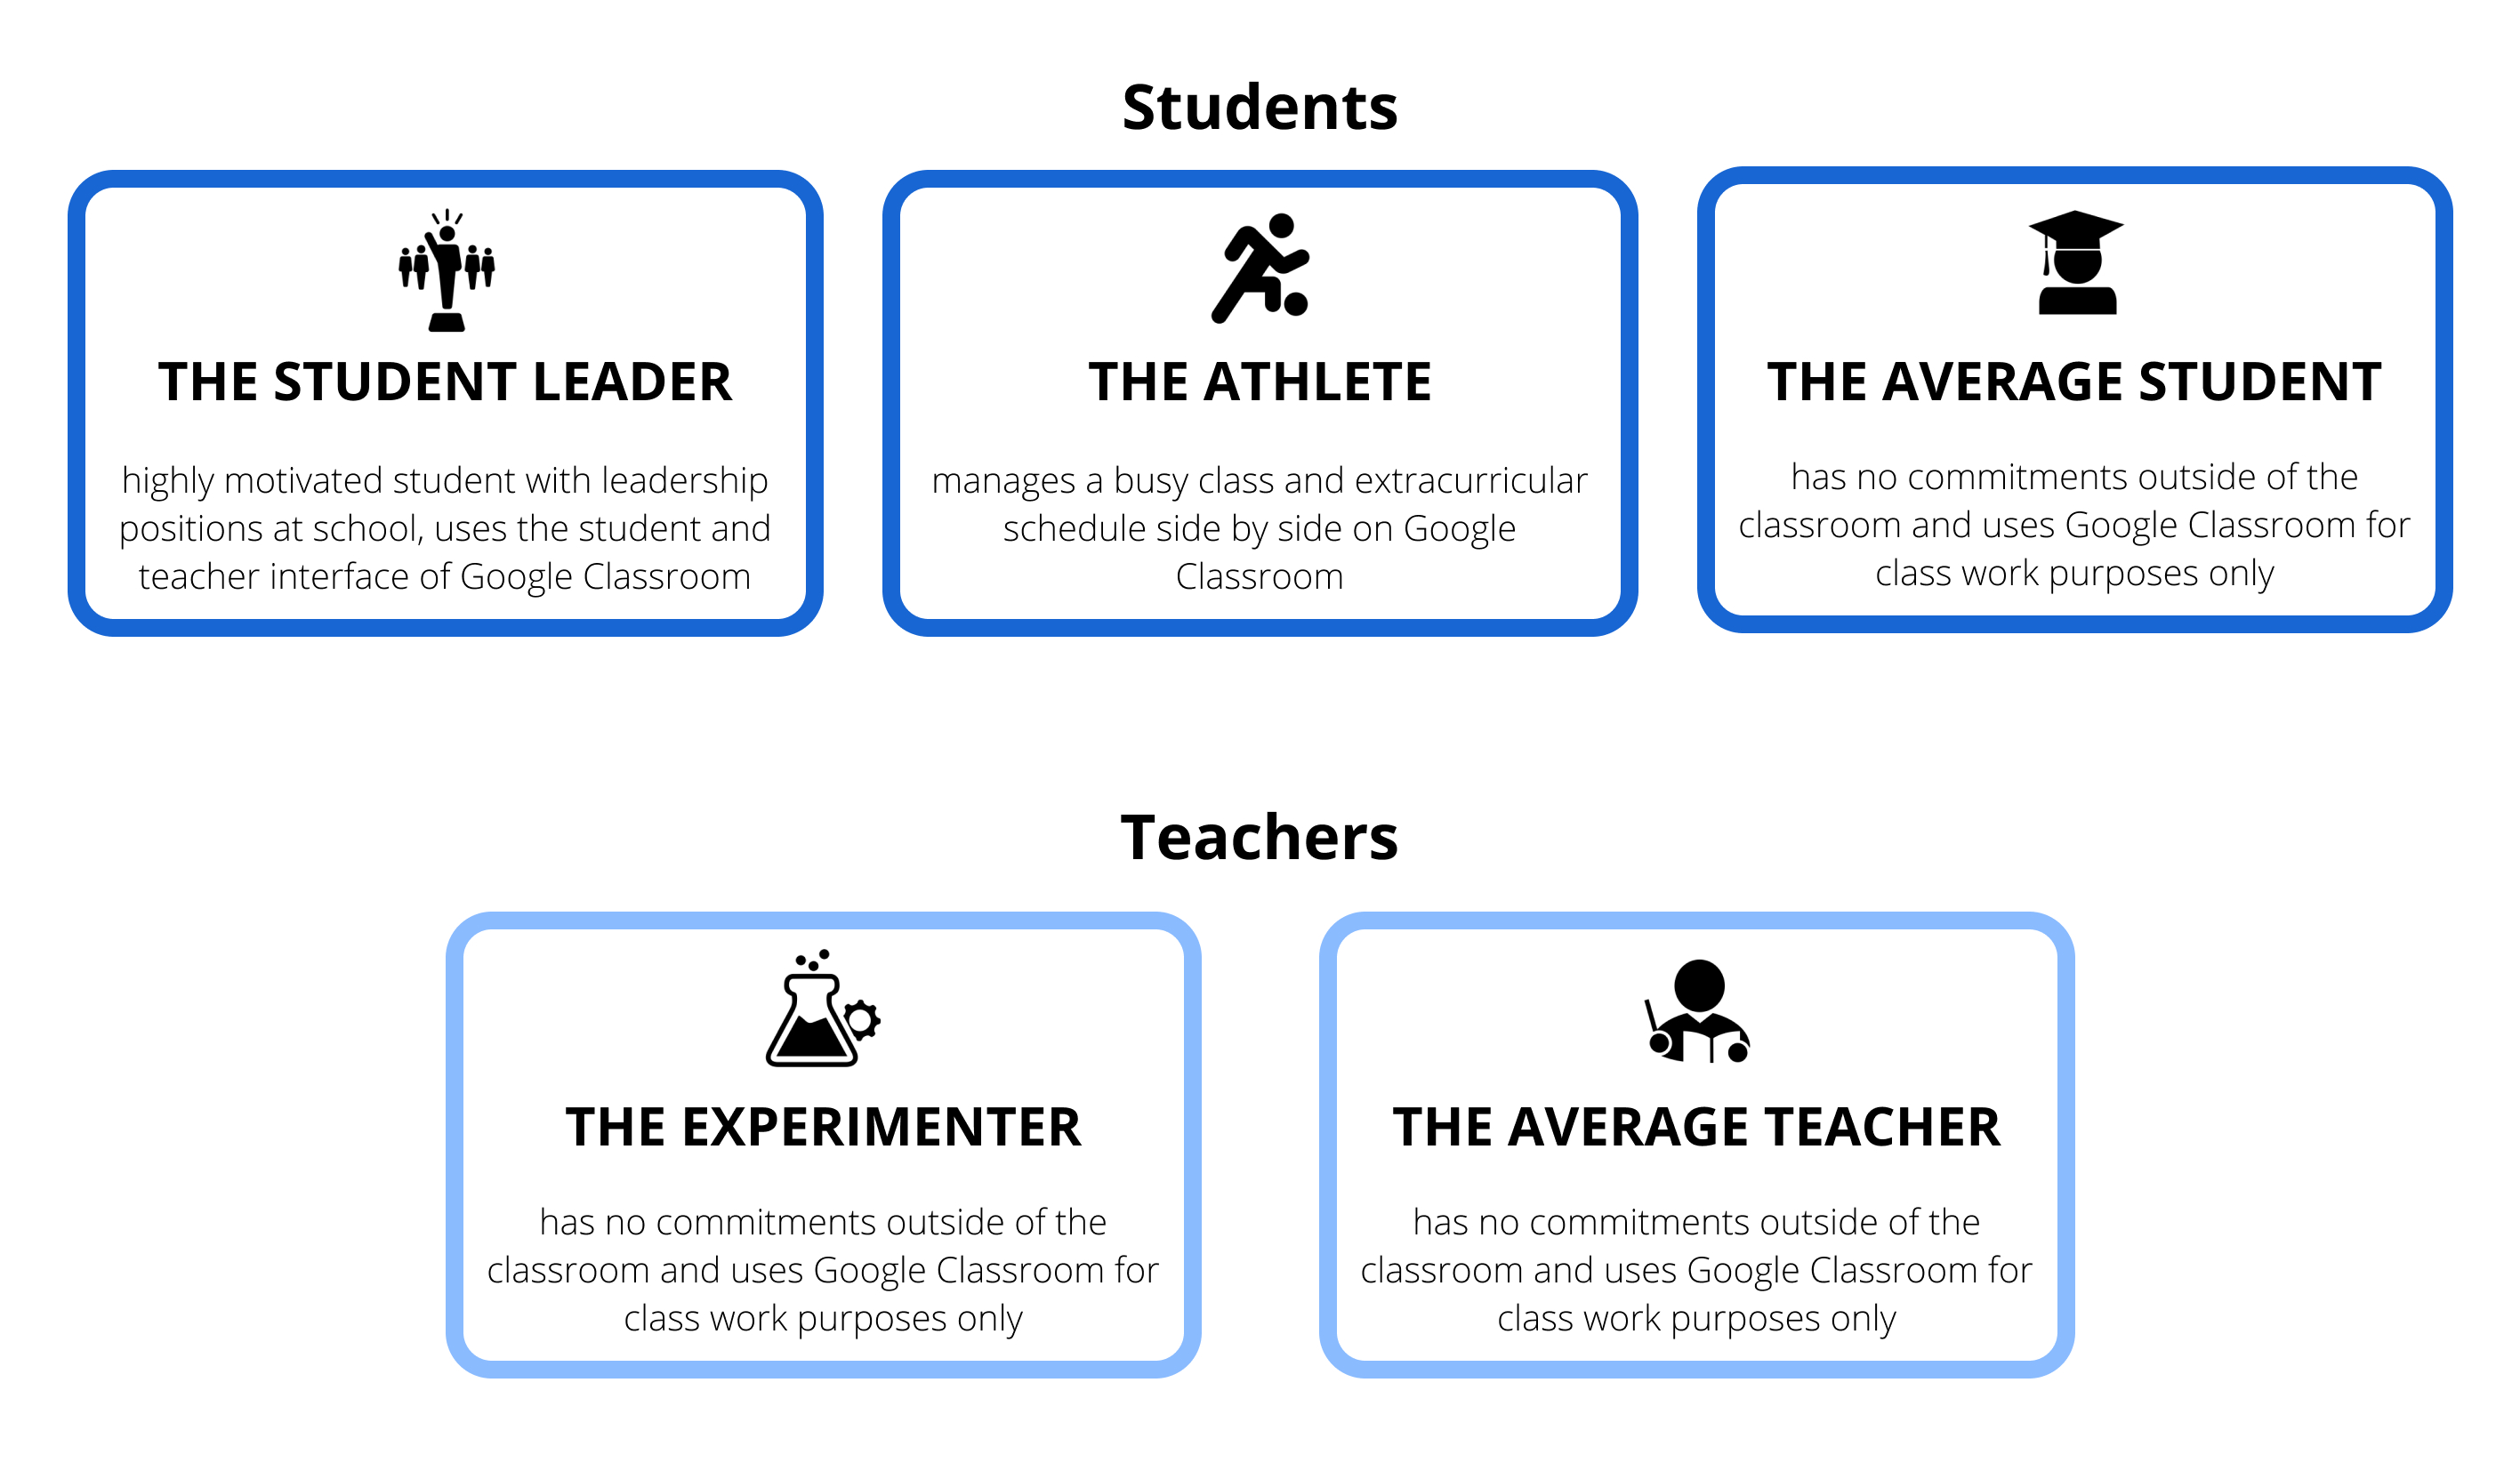 Students
THE STUDENT LEADER
highly motivated student with leadership
positions at school, uses the student and
teacher interface of Google Classroom
THE ATHLETE
manages a busy class and extracurricular
schedule side by side on Google
Classroom
THE AVERAGE STUDENT
has no commitments outside of the
classroom and uses Google Classroom for
class work purposes only
Teachers
THE EXPERIMENTER
has no commitments outside of the
classroom and uses Google Classroom for
class work purposes only
THE AVERAGE TEACHER
has no commitments outside of the
classroom and uses Google Classroom for
class work purposes only